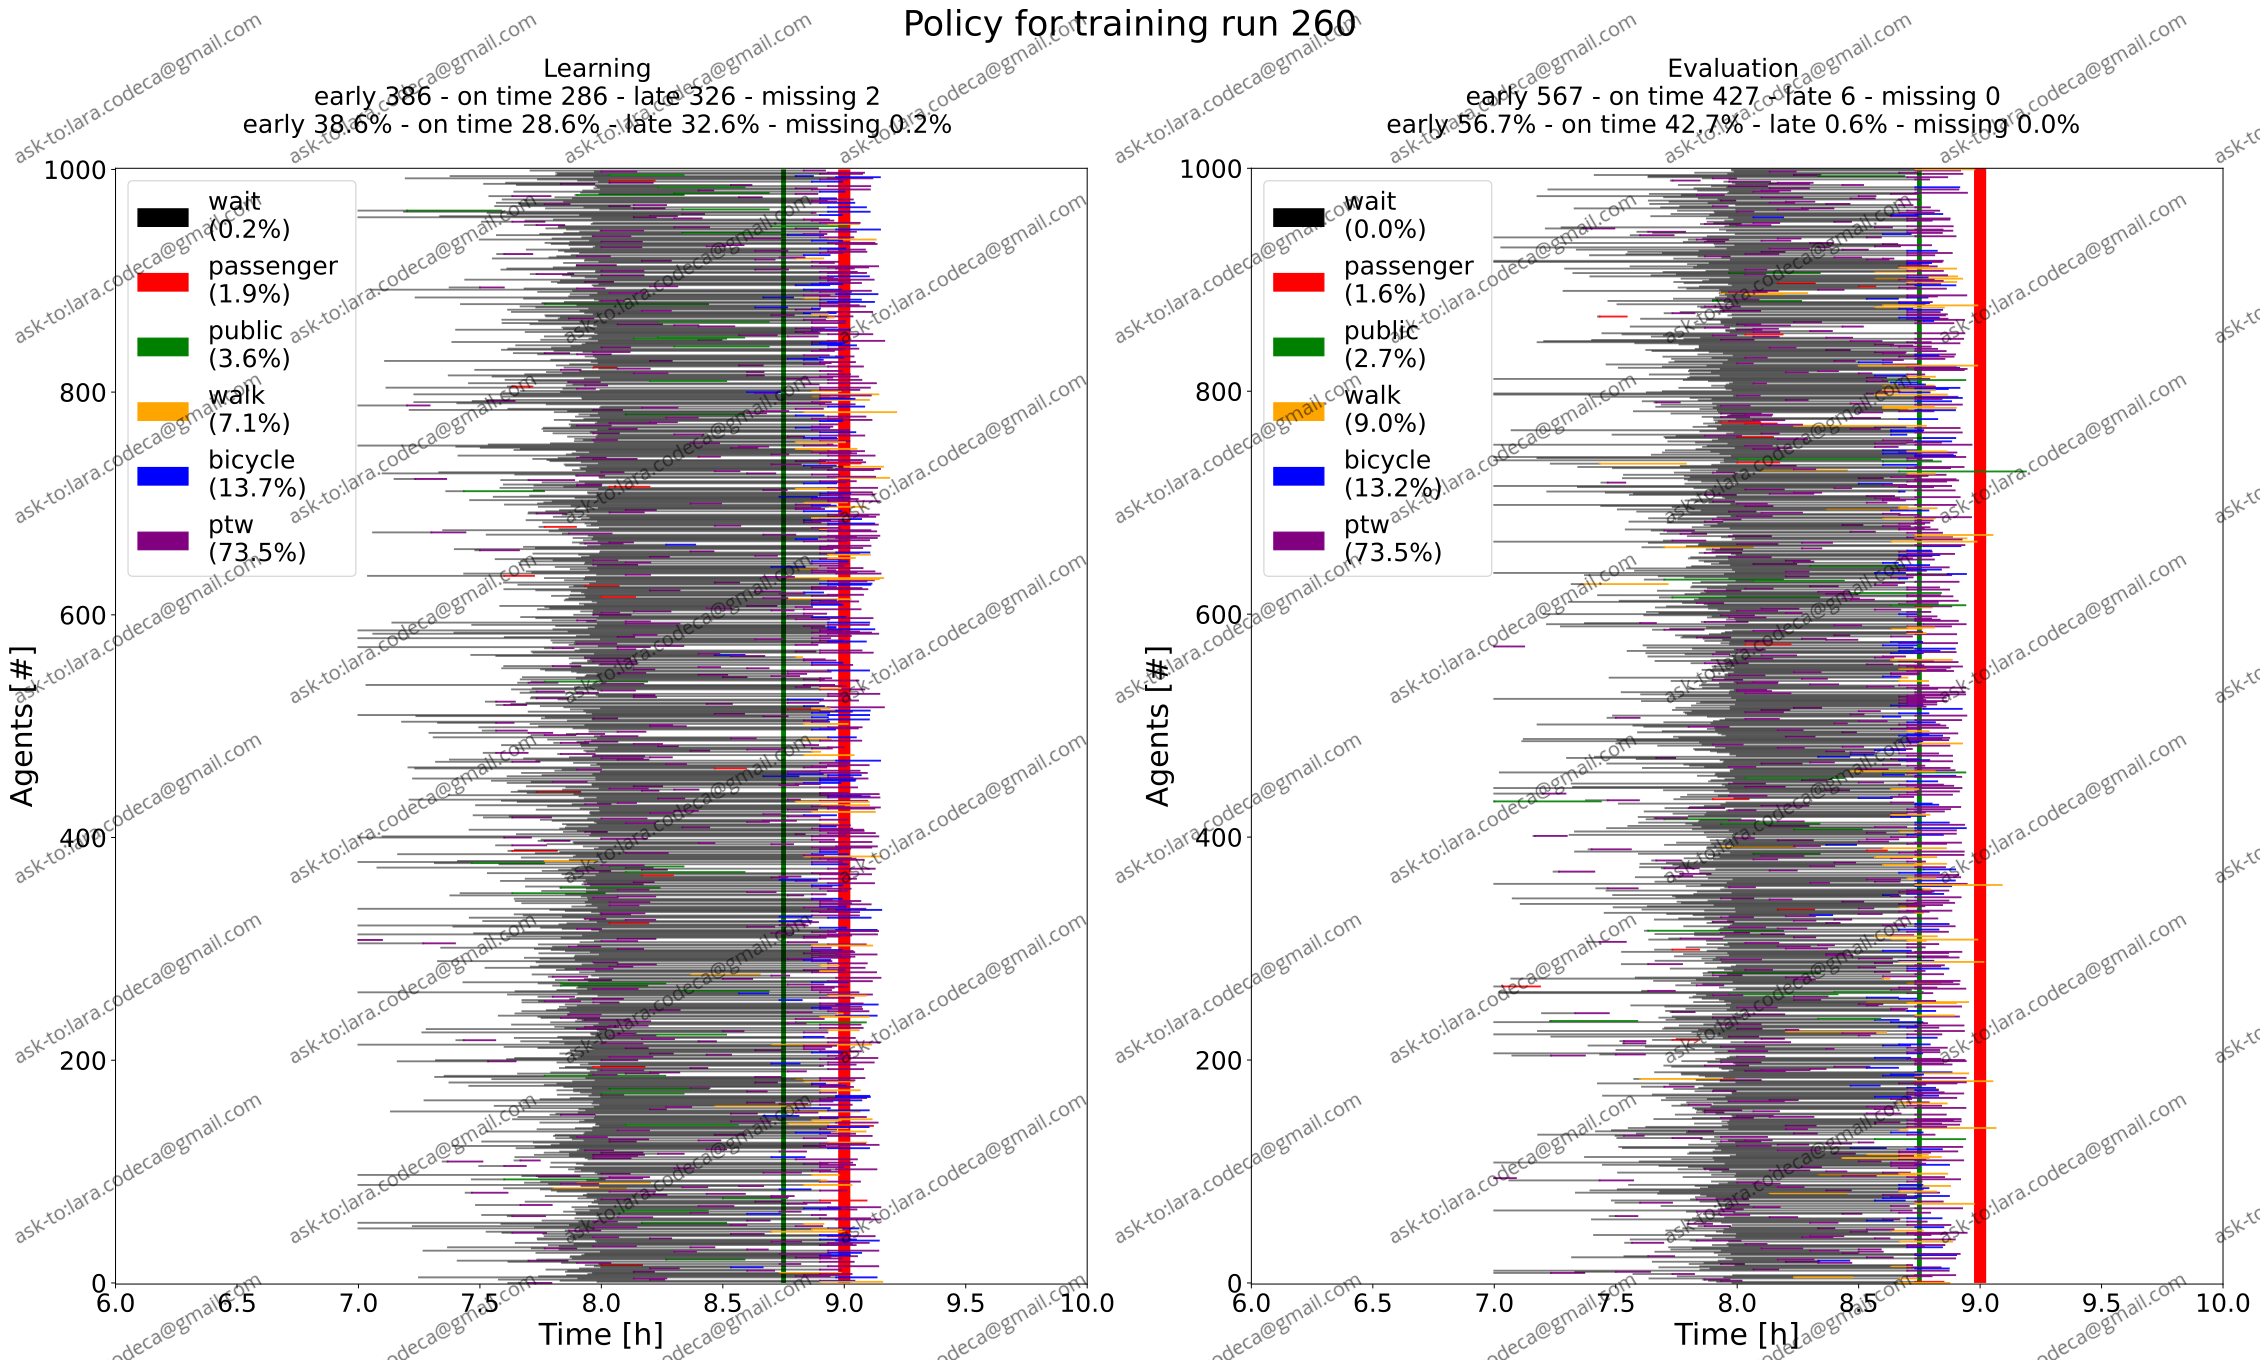 Policy for training run 260
Learning
early 386 - on time 286 - late 326 - missing 2
early 38.6% - on time 28.6% - late 32.6% - missing 0.2%
1000
800
600
400
200
0
Agents [#]
wait
(0.2%)
passenger
(1.9%)
public
(3.6%)
walk
(7.1%)
bicycle
(13.7%)
ptw
(73.5%)
6.0 6.5 7.0 7.5 8.0 8.5 9.0 9.5 10.0
Time [h]
Evaluation
early 567 - on time 427 - late 6 - missing 0
early 56.7% - on time 42.7% - late 0.6% - missing 0.0%
1000
800
600
400
200
0
Agents [#]
wait
(0.0%)
passenger
(1.6%)
public
(2.7%)
walk
(9.0%)
bicycle
(13.2%)
ptw
(73.5%)
6.0 6.5 7.0 7.5 8.0 8.5 9.0 9.5 10.0
Time [h]
ask-to:lara.codeca@gmail.com